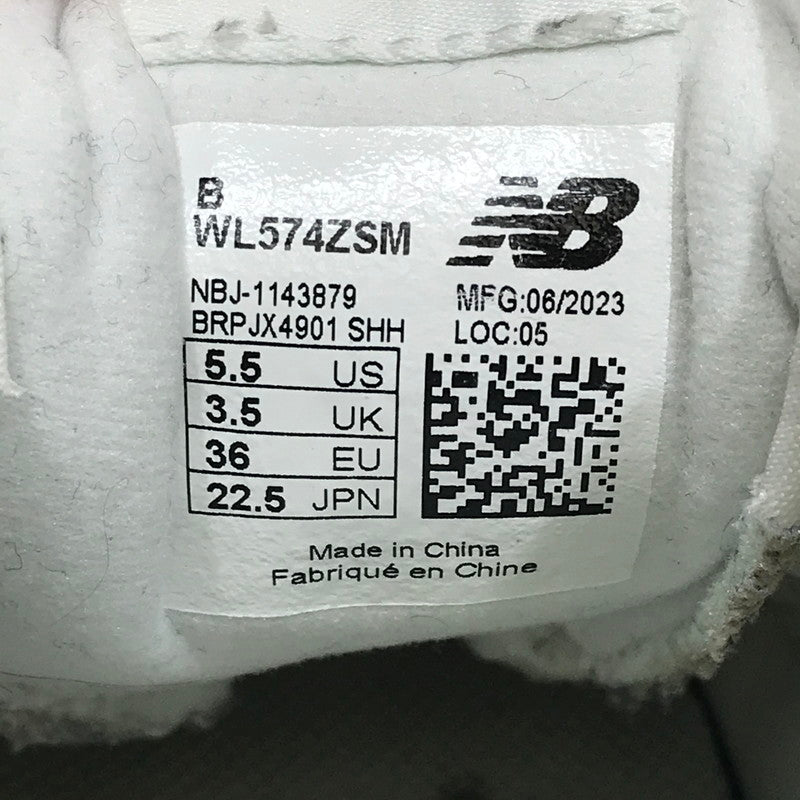 B
WL574ZSM
NB
NBJ-1143879
BRPJX4901 SHH
MFG:06/2023
LOC:05
5.5 US
3.5 UK
36 EU
22.5 JPN
Made in China
Fabriqué en Chine